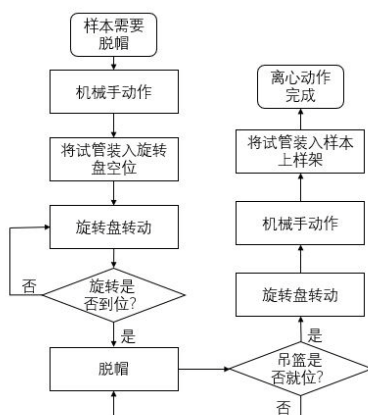 样本需要
脱帽
机械手动作
将试管装入旋转
盘空位
旋转盘转动
否
旋转是
否到位?
是
脱帽
离心动作
完成
将试管装入样本
上样架
机械手动作
旋转盘转动
是
吊篮是
否就位?
否